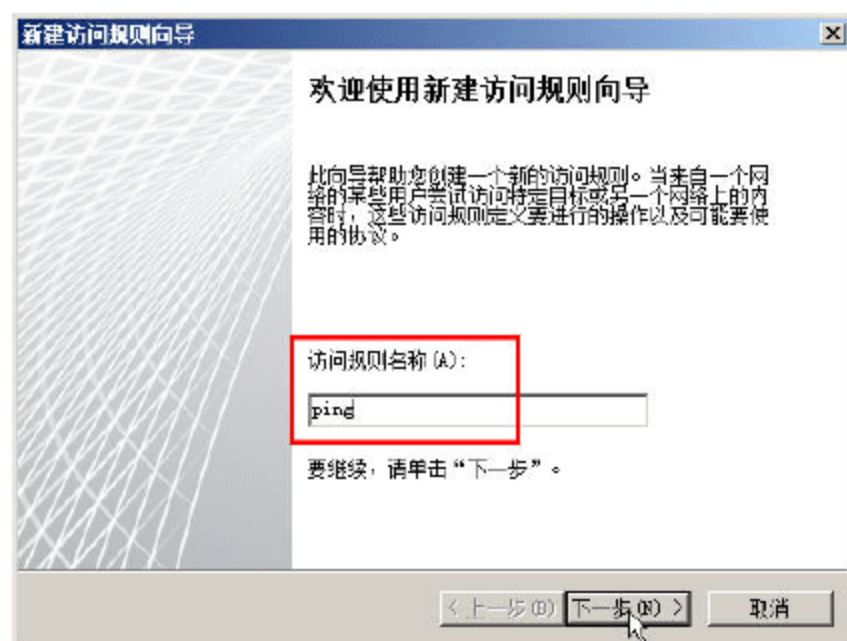 新建访问规则向导
欢迎使用新建访问规则向导
此向导帮助您创建一个新的访问规则。当来自一个网
络的某些用户尝试访问特定目标或另一个网络上的内
容时，这些访问规则定义要进行的操作以及可能要使
用的协议。
访问规则名称(A):
ping
要继续，请单击“下一步”。
< 上一步(B)
下一步(N) >
取消